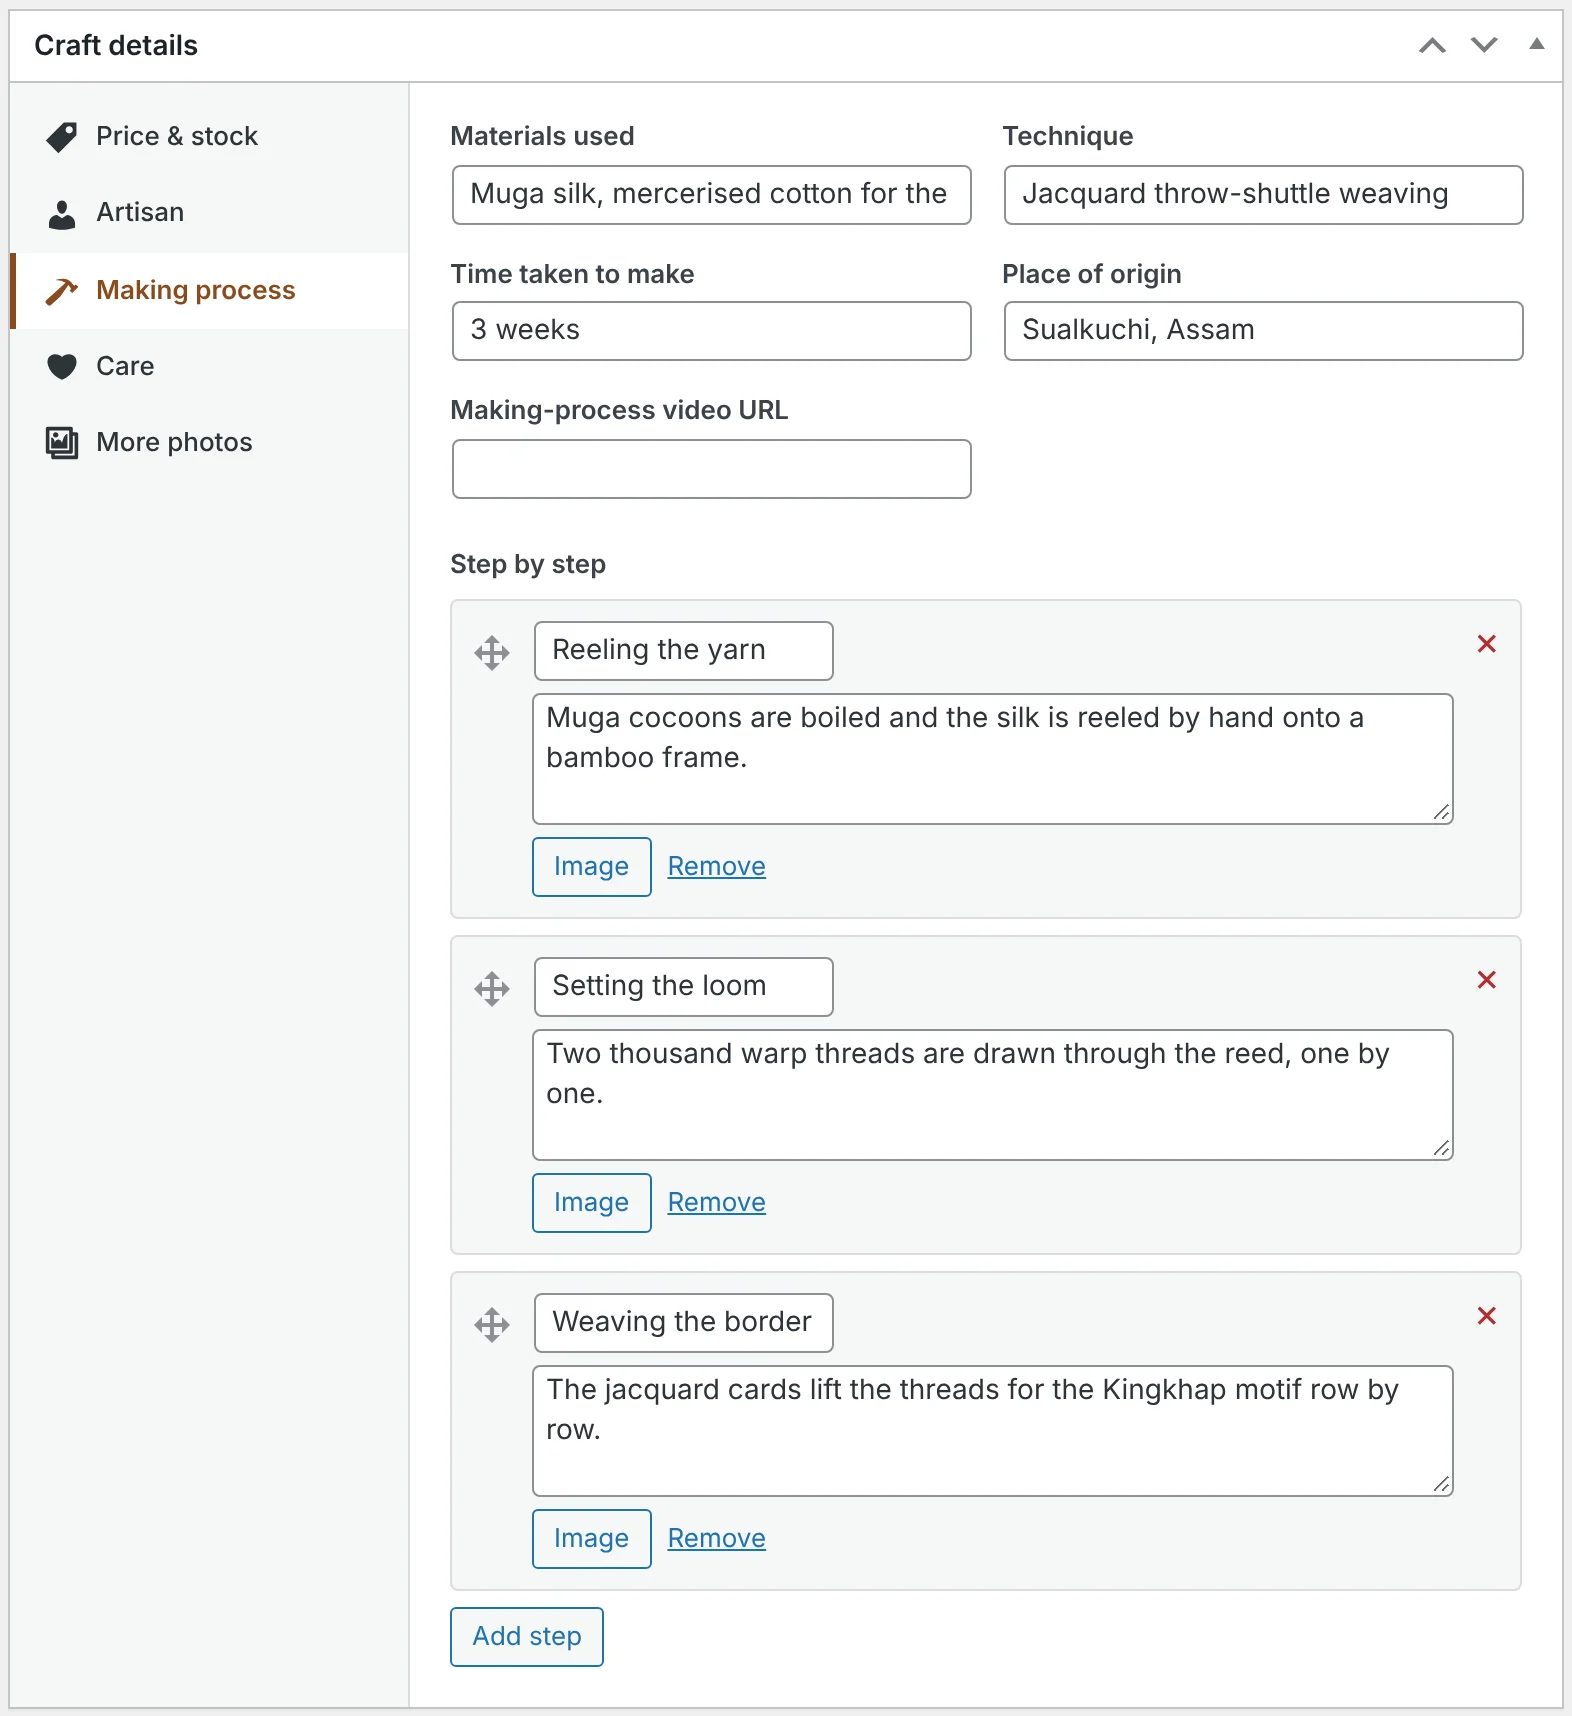 Craft details
Price & stock
Artisan
Making process
Care
More photos
Materials used
Muga silk, mercerised cotton for the
Technique
Jacquard throw-shuttle weaving
Time taken to make
3 weeks
Place of origin
Sualkuchi, Assam
Making-process video URL
Step by step
Reeling the yarn
Muga cocoons are boiled and the silk is reeled by hand onto a
bamboo frame.
Image Remove
Setting the loom
Two thousand warp threads are drawn through the reed, one by
one.
Image Remove
Weaving the border
The jacquard cards lift the threads for the Kingkhap motif row by
row.
Image Remove
Add step